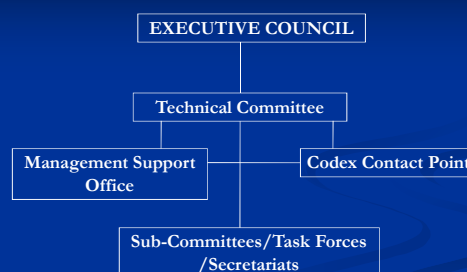 EXECUTIVE COUNCIL
Technical Committee
Management Support
Office
Codex Contact Point
Sub-Committees/Task Forces
/Secretariats